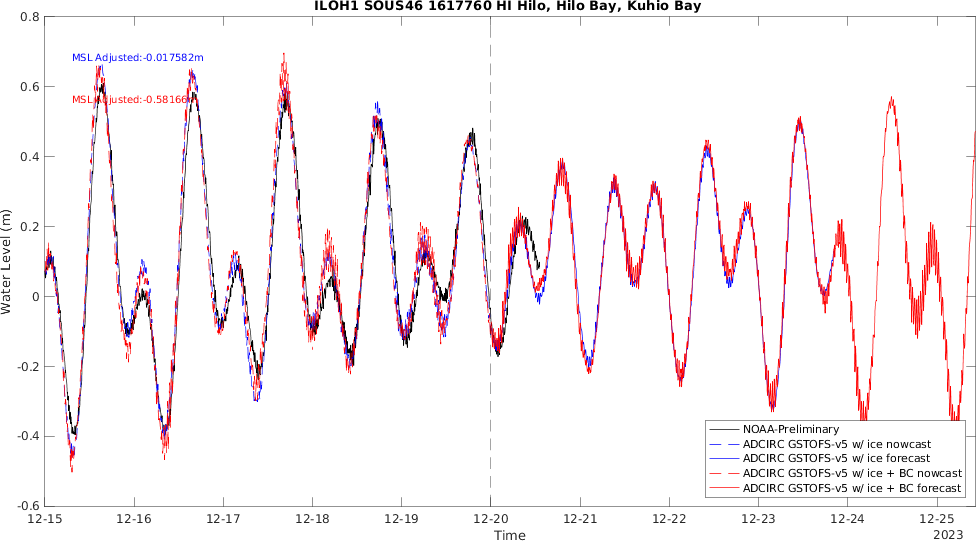 ILOH1 SOUS46 1617760 HI Hilo, Hilo Bay, Kuhio Bay
0.8
MSL Adjusted:-0.017582m
0.6
MSL Adjusted:-0.58166
0.4
0.2
0
-0.2
-0.4
-0.6
Water Level (m)
NOAA-Preliminary
ADCIRC GSTOFS-v5 w/ ice nowcast
ADCIRC GSTOFS-v5 w/ ice forecast
ADCIRC GSTOFS-v5 w/ ice + BC nowcast
ADCIRC GSTOFS-v5 w/ ice + BC forecast
12-15 12-16 12-17 12-18 12-19 12-20 12-21 12-22 12-23 12-24 12-25
Time 2023